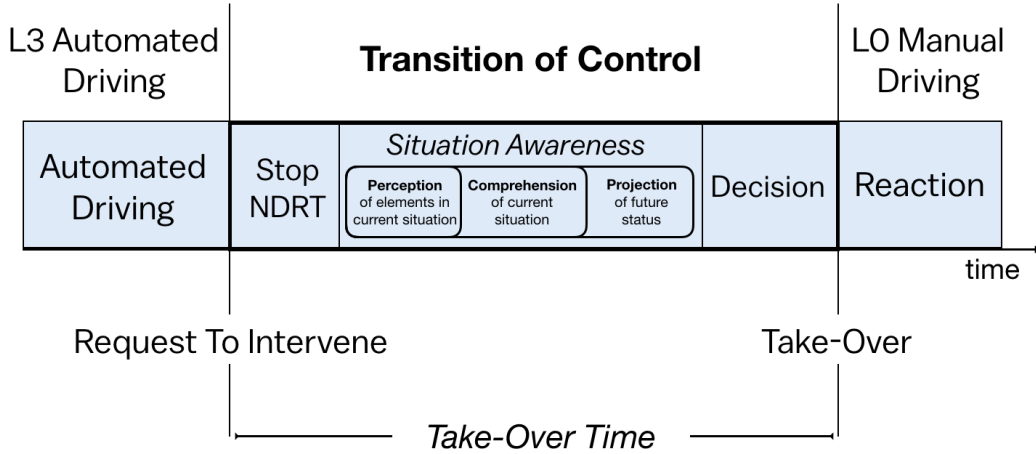 L3 Automated
Driving
Transition of Control
L0 Manual
Driving
Automated
Driving
Stop
NDRT
Situation Awareness
Perception
of elements in
current situation
Comprehension
of current
situation
Projection
of future
status
Decision
Reaction
time
Request To Intervene
Take-Over
Take-Over Time